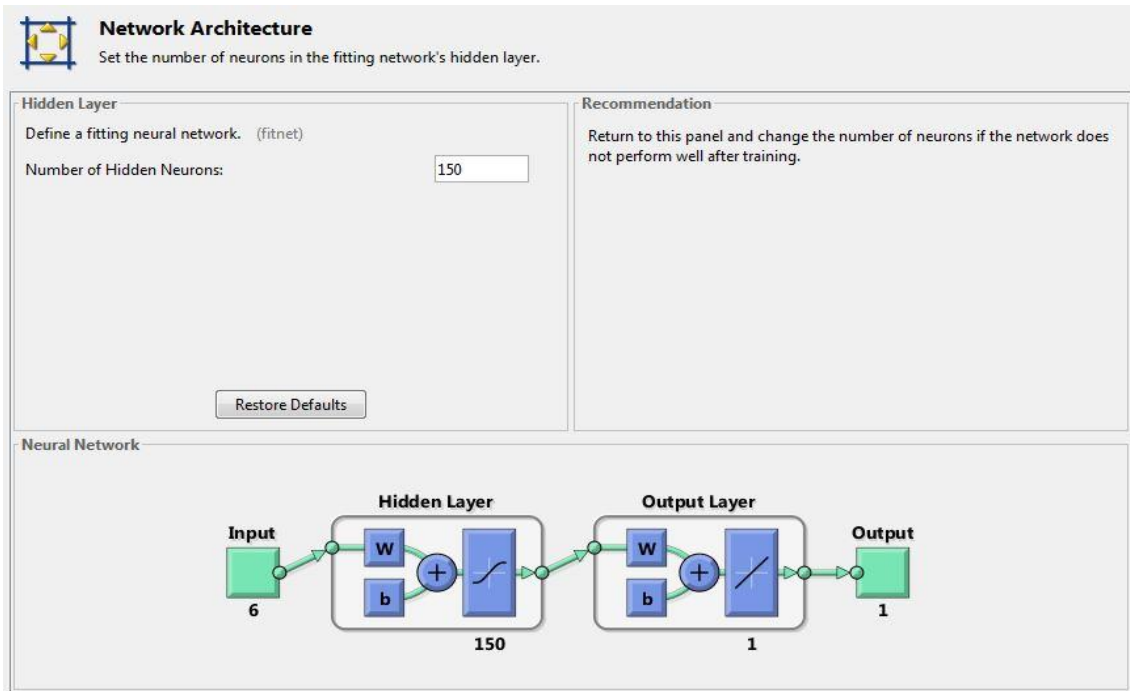 Network Architecture
Set the number of neurons in the fitting network's hidden layer.
Hidden Layer
Define a fitting neural network. (fitnet)
Number of Hidden Neurons: 150
Restore Defaults
Recommendation
Return to this panel and change the number of neurons if the network does
not perform well after training.
Neural Network
Hidden Layer
Output Layer
Input
Output
W
b
+
W
b
+
6
150
1
1